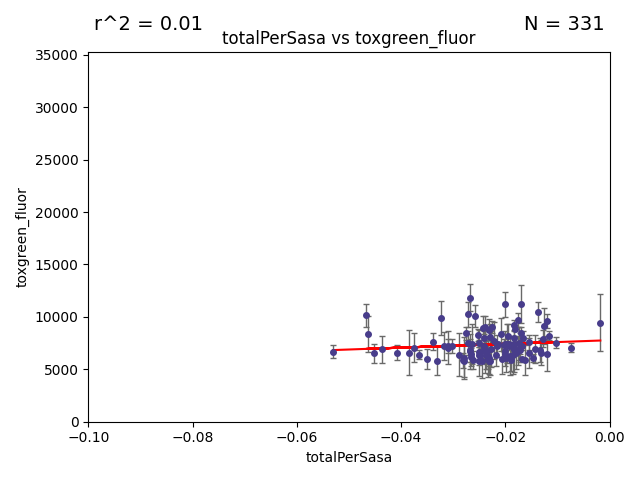 r^2 = 0.01
N = 331
totalPerSasa vs toxgreen_fluor
35000
30000
25000
20000
15000
10000
5000
0
toxgreen_fluor
−0.10
−0.08
−0.06
−0.04
−0.02
0.00
totalPerSasa